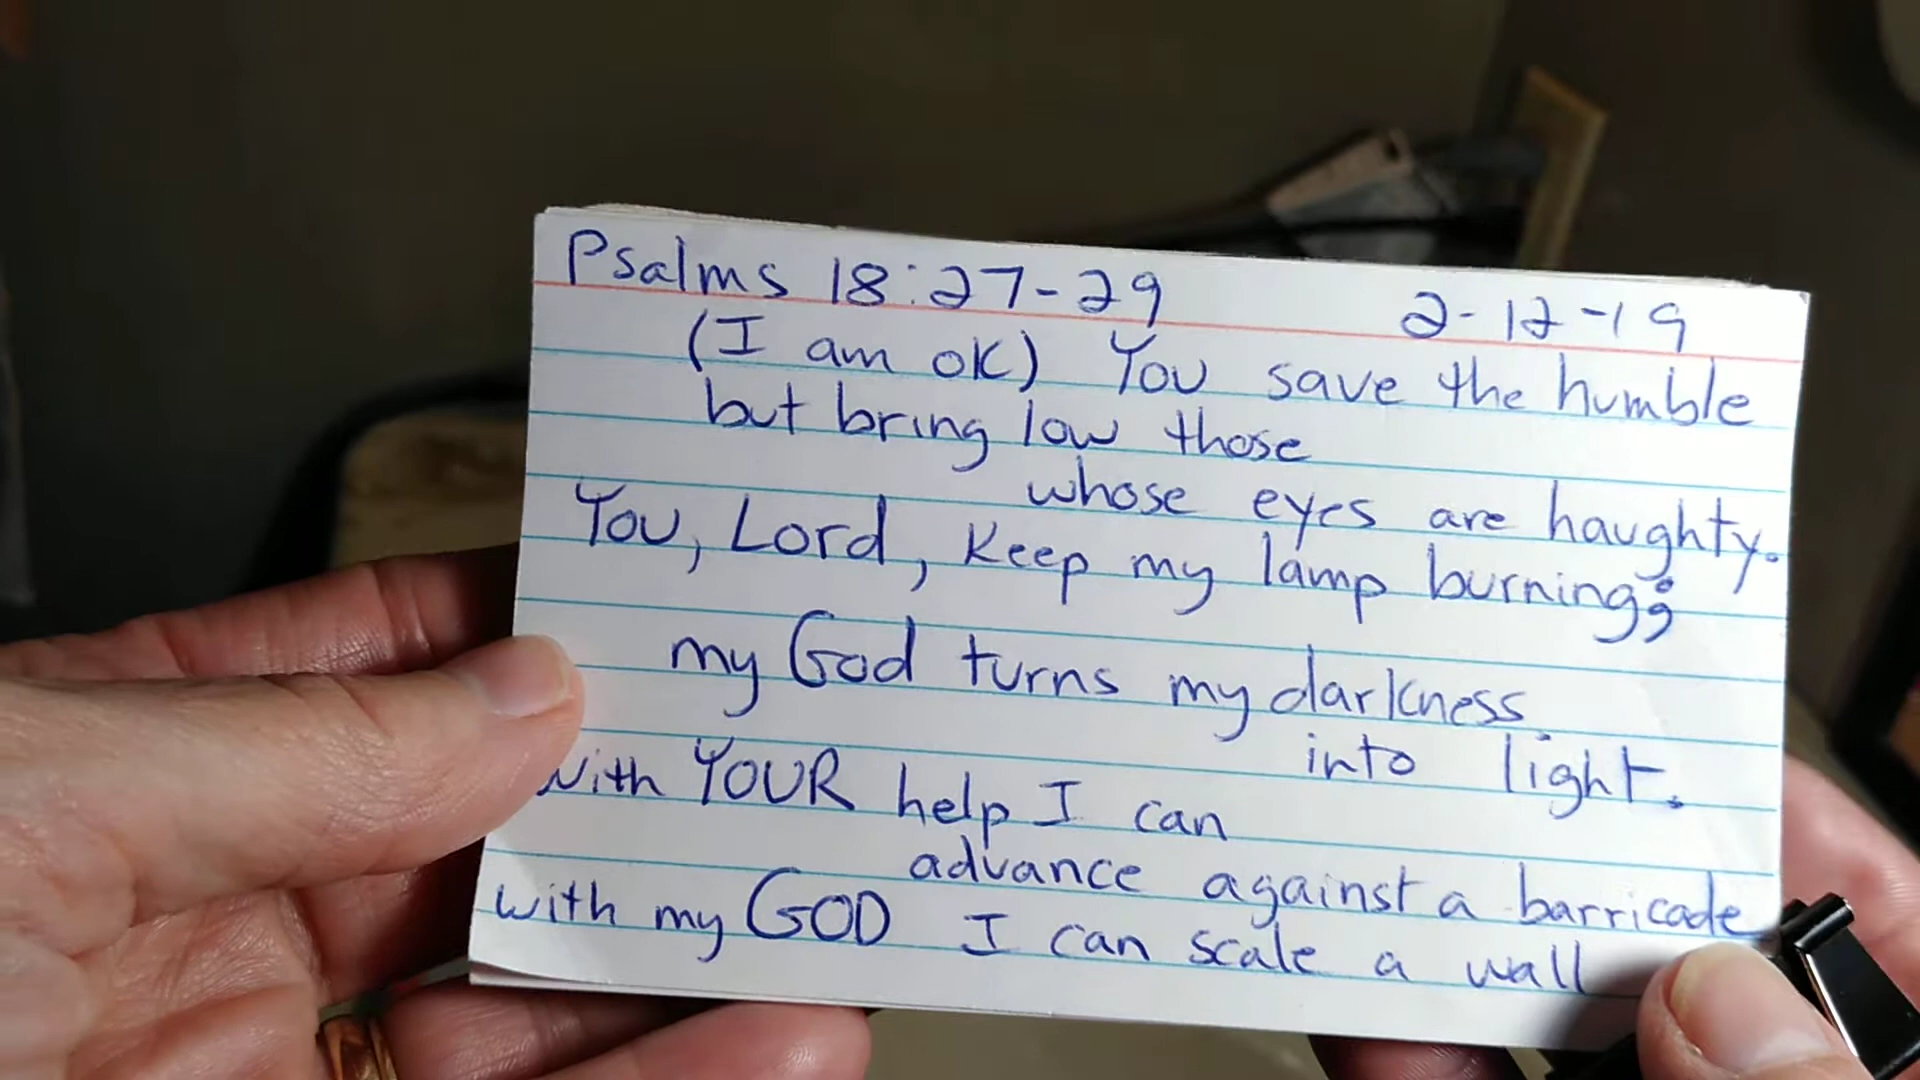 Psalms 18:27-29 2-12-19
(I am OK) You save the humble
but bring low those
whose eyes are haughty.
You, Lord, keep my lamp burning;
my God turns my darkness
into light.
with YOUR help I can
advance against a barricade
with my GOD I can scale a wall